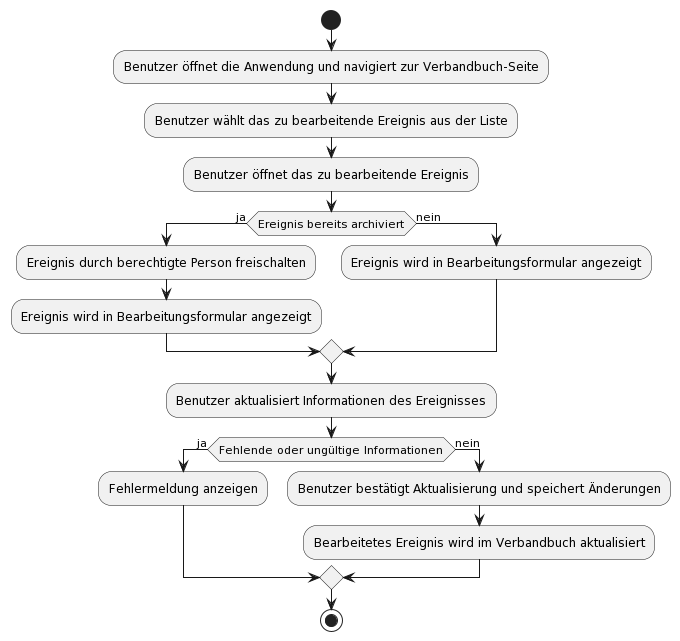 Benutzer öffnet die Anwendung und navigiert zur Verbandbuch-Seite
Benutzer wählt das zu bearbeitende Ereignis aus der Liste
Benutzer öffnet das zu bearbeitende Ereignis
ja
Ereignis bereits archiviert
nein
Ereignis durch berechtigte Person freischalten
Ereignis wird in Bearbeitungsformular angezeigt
Ereignis wird in Bearbeitungsformular angezeigt
Benutzer aktualisiert Informationen des Ereignisses
ja
Fehlende oder ungültige Informationen
nein
Fehlermeldung anzeigen
Benutzer bestätigt Aktualisierung und speichert Änderungen
Bearbeitetes Ereignis wird im Verbandbuch aktualisiert